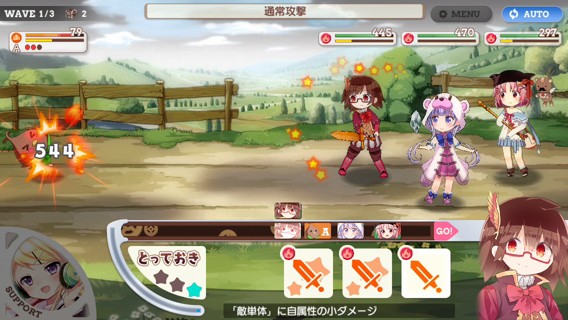 WAVE 1/3 2
通常攻撃
MENU
AUTO
79
A
445
470
297
544
A
GO!
とっておき
SUPPORT
「敵単体」に自属性の小ダメージ